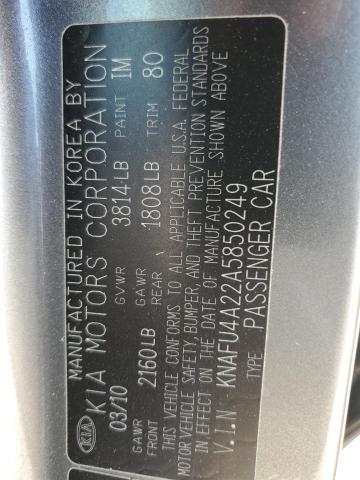 KIA
MANUFACTURED IN KOREA BY
KIA MOTORS CORPORATION
03/10 GVWR 3814LB PAINT IM
GAWR FRONT 2160LB GAWR REAR 1808LB TRIM 80
THIS VEHICLE CONFORMS TO ALL APPLICABLE U.S.A. FEDERAL
MOTOR VEHICLE SAFETY, BUMPER, AND THEFT PREVENTION STANDARDS
IN EFFECT ON THE DATE OF MANUFACTURE SHOWN ABOVE
V.I.N KNAFU4A22A5850249
TYPE PASSENGER CAR